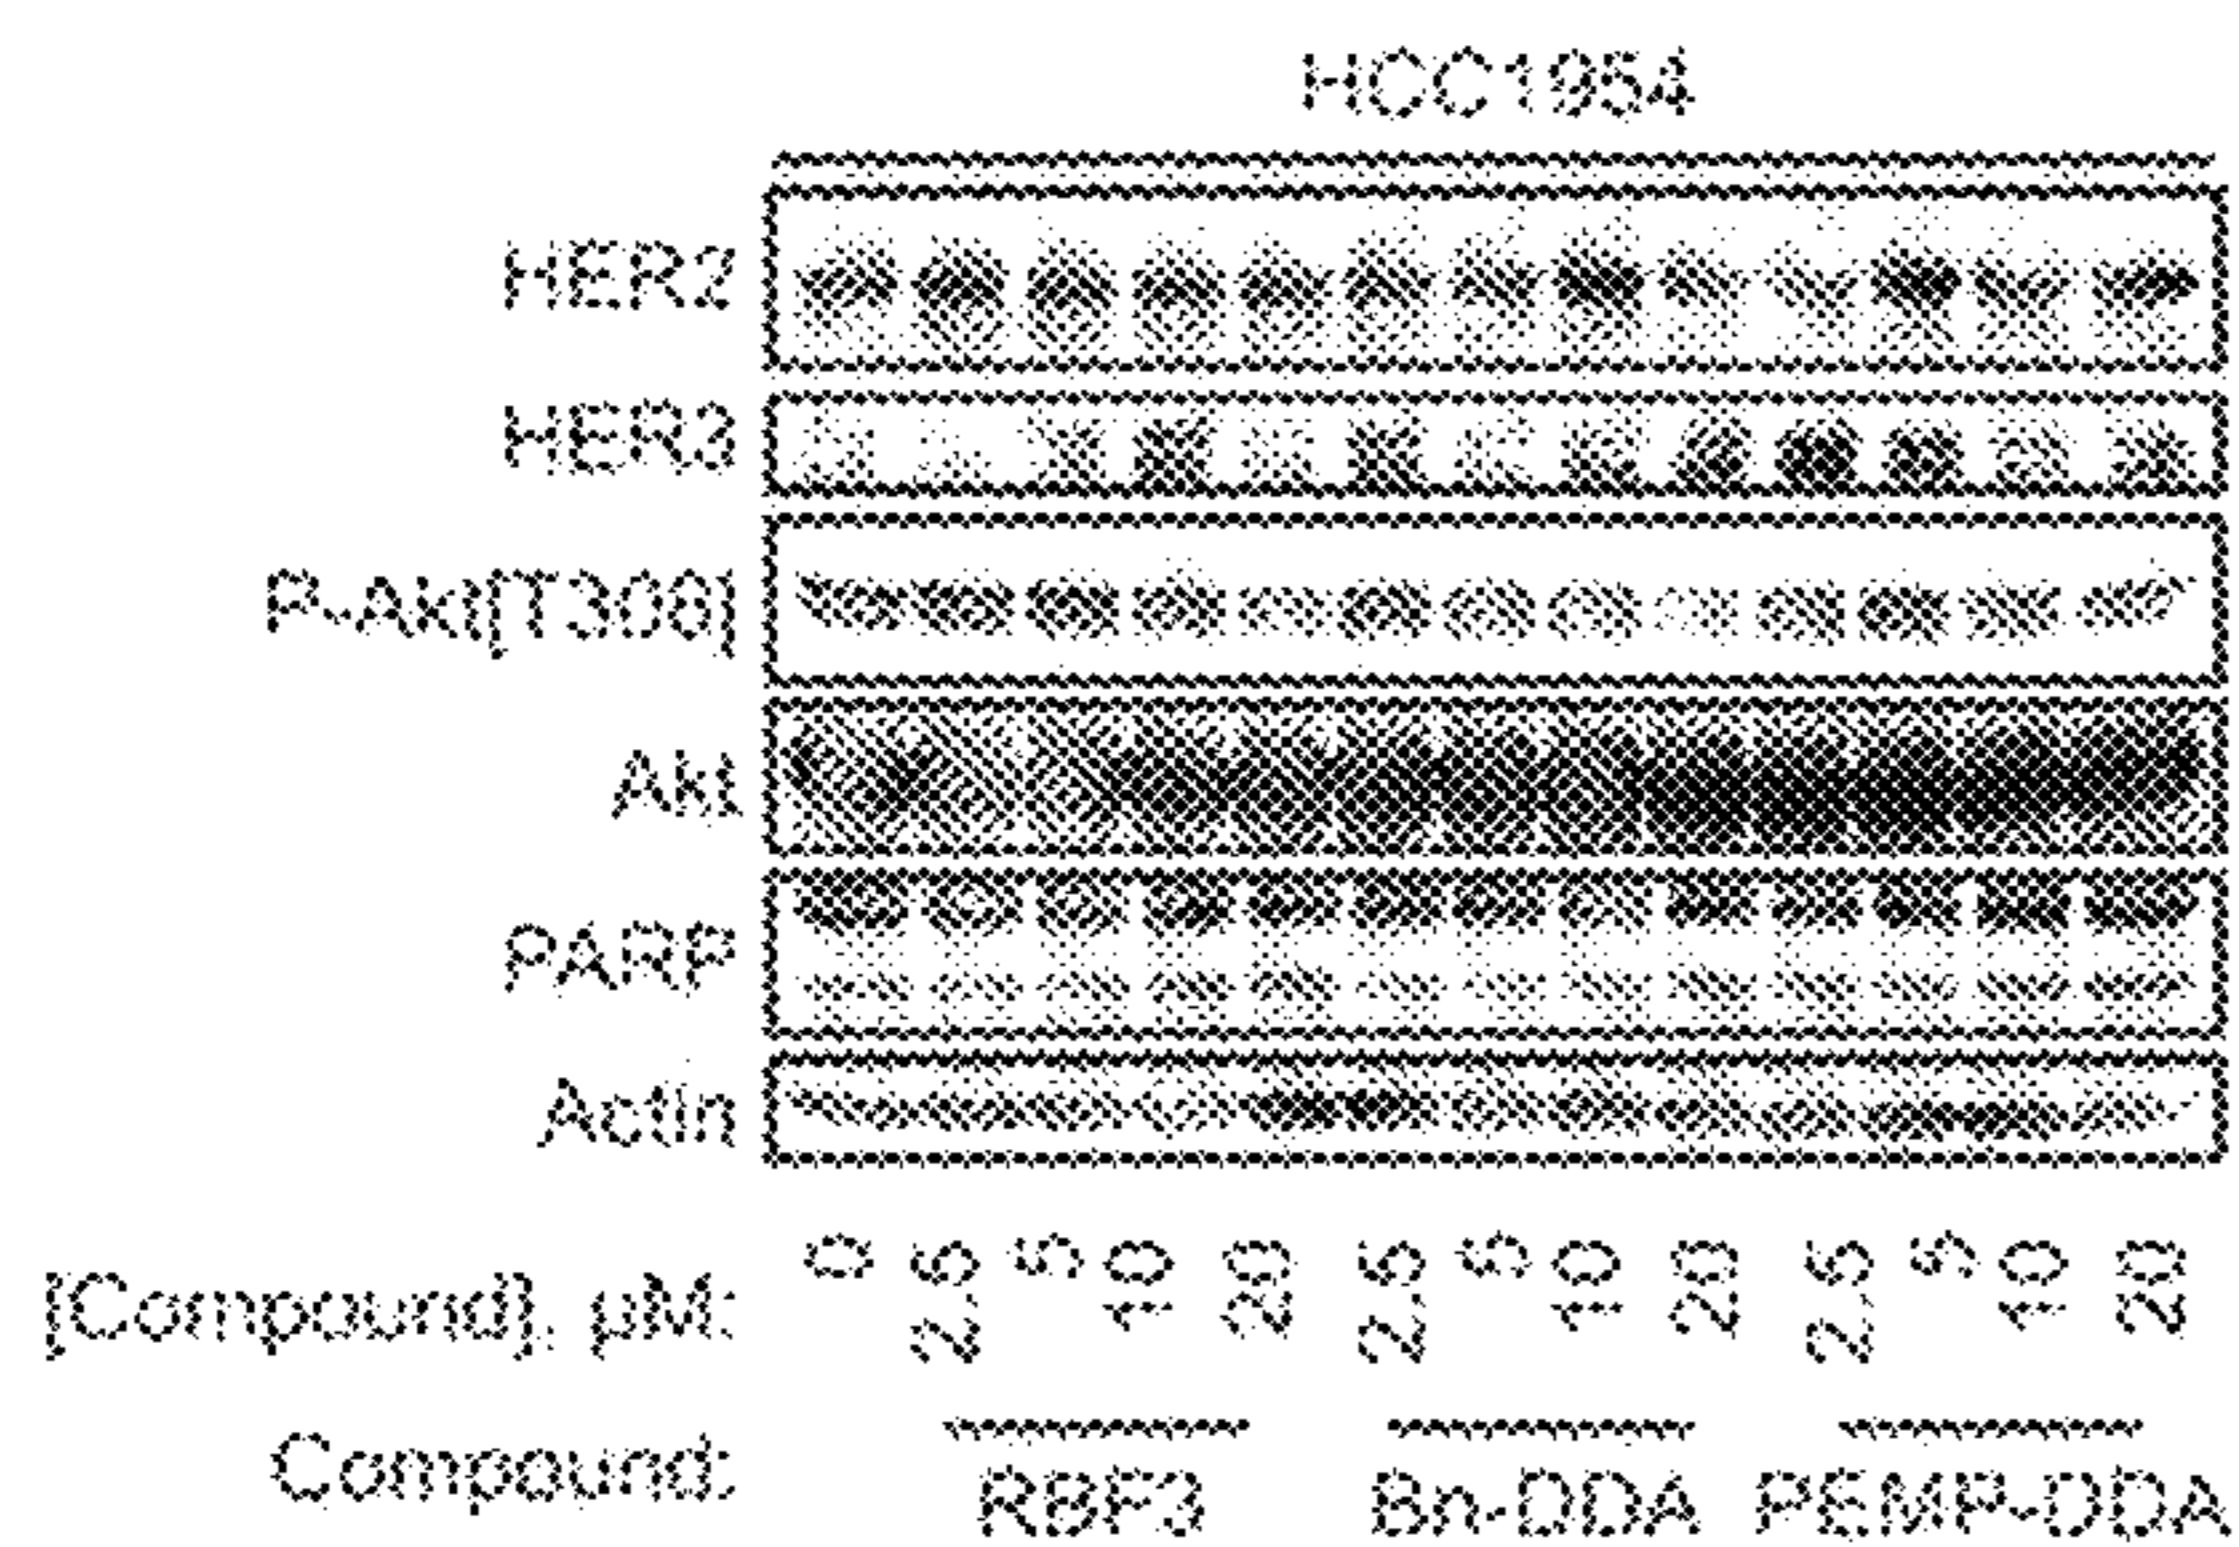 HCC1954
HER2
HER3
P-Akt[T308]
Akt
PARP
Actin
[Compound], µM: 0 2.5 5 10 20 2.5 5 10 20 2.5 5 10 20
Compound: RBF3 Bn-DDA PEMP-DDA